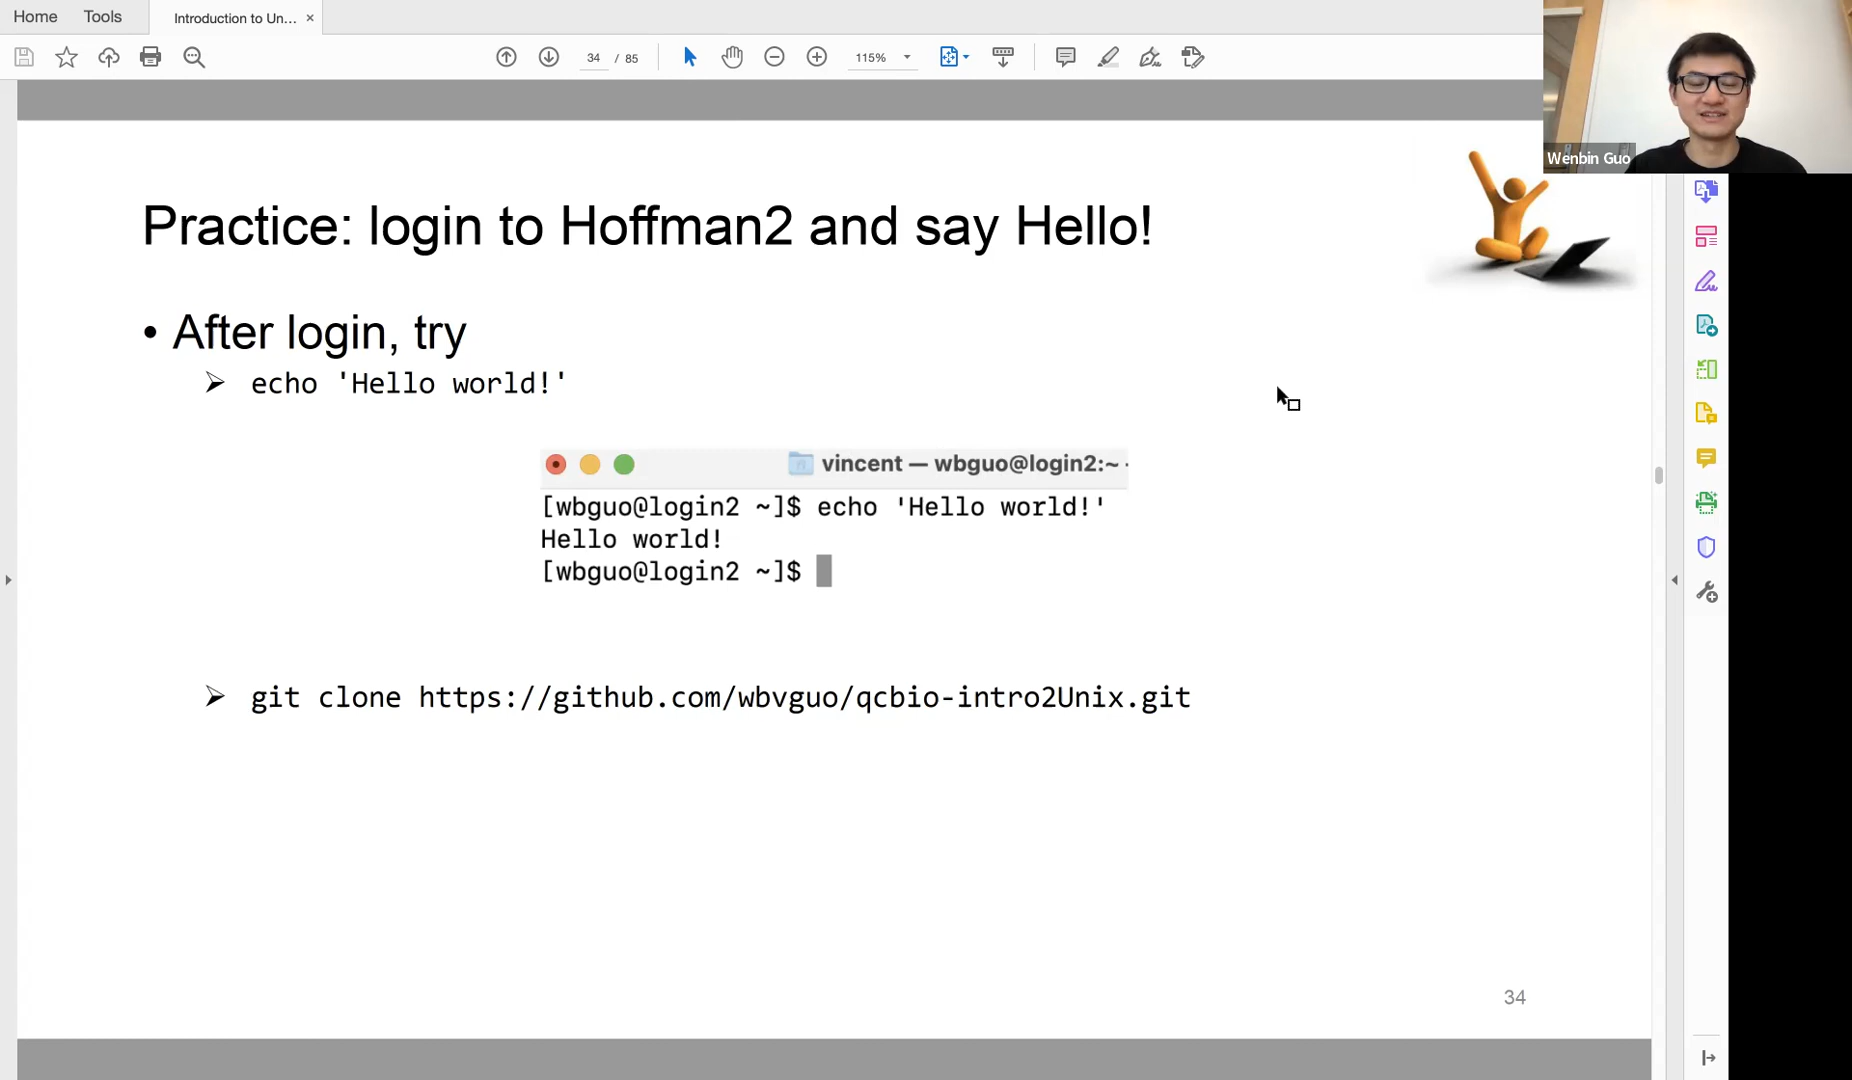 Home Tools Introduction to Un... ×
34 / 85 115%
Wenbin Guo
Practice: login to Hoffman2 and say Hello!
• After login, try
➢ echo 'Hello world!'
vincent — wbguo@login2:~ -
[wbguo@login2 ~]$ echo 'Hello world!'
Hello world!
[wbguo@login2 ~]$
➢ git clone https://github.com/wbvguo/qcbio-intro2Unix.git
34